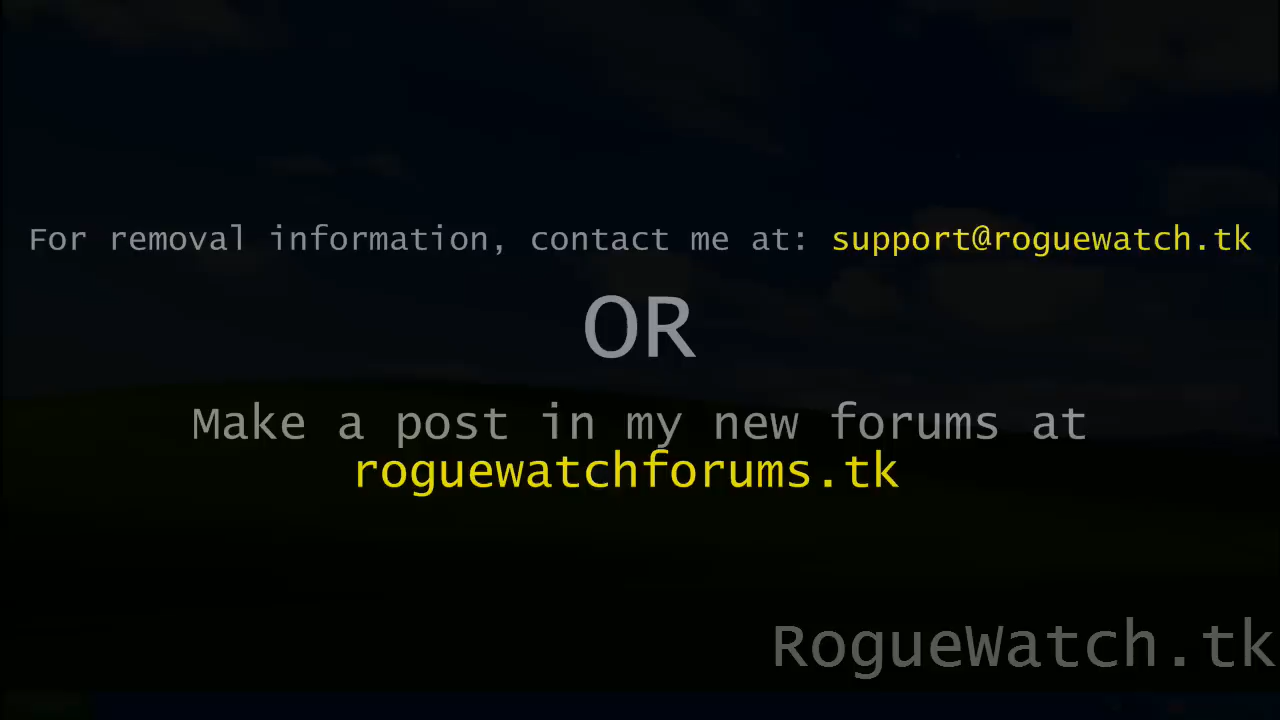 For removal information, contact me at: support@roguewatch.tk
OR
Make a post in my new forums at
roguewatchforums.tk
RogueWatch.tk